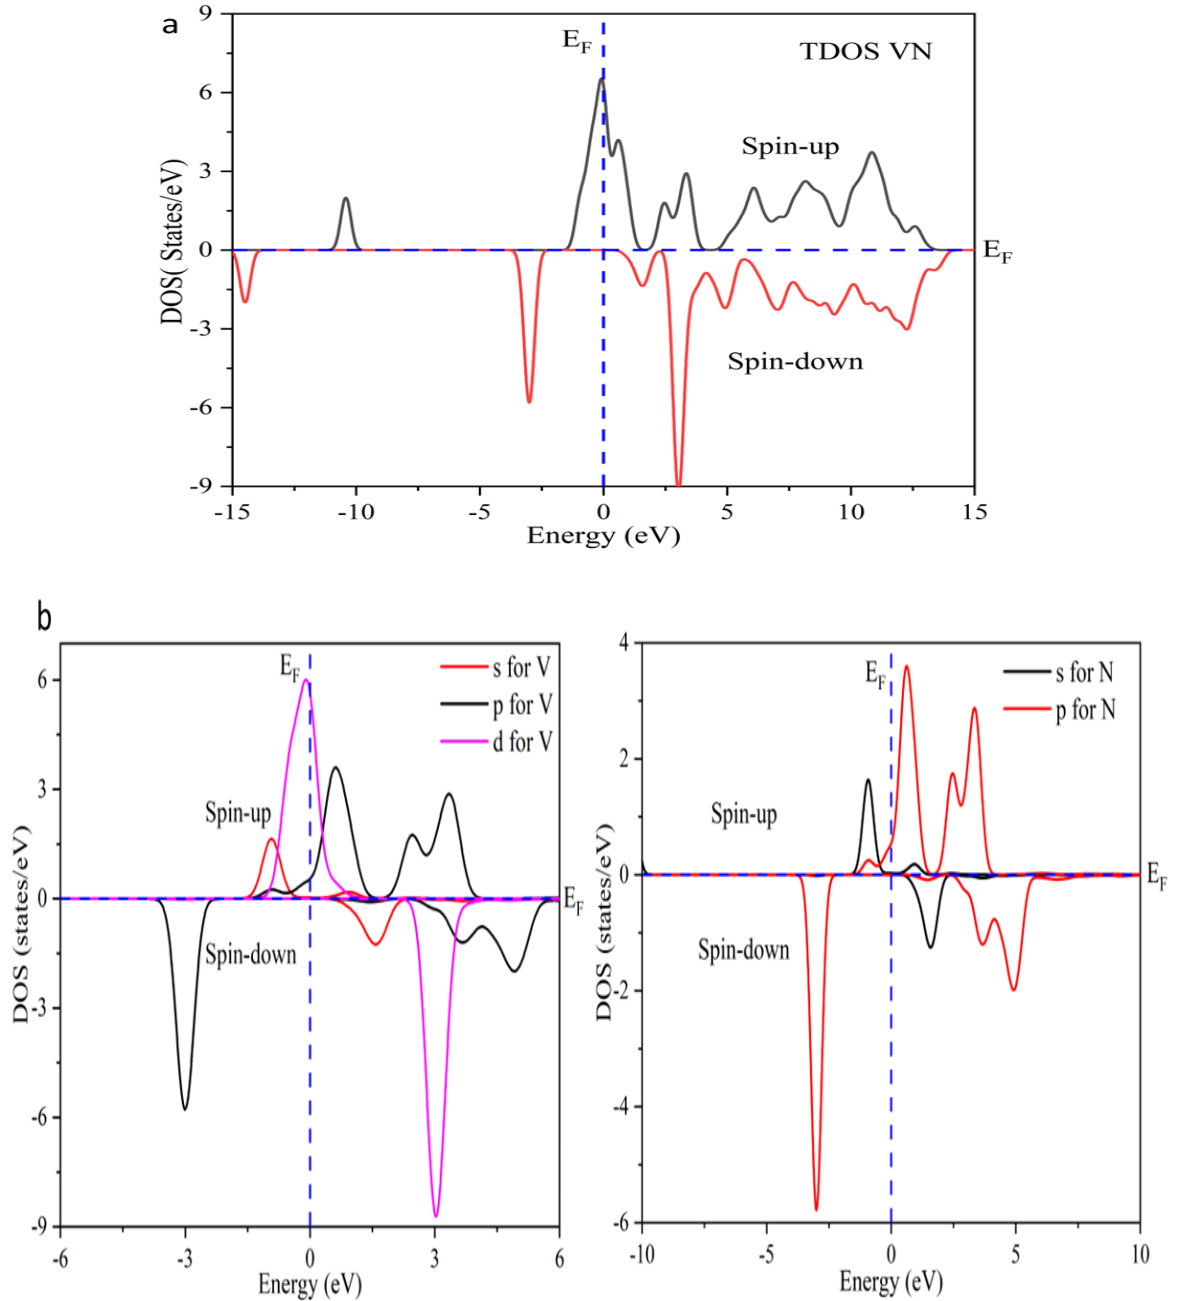 a
9
6
3
0
-3
-6
-9
E_F
TDOS VN
Spin-up
Spin-down
E_F
DOS( States/eV)
-15 -10 -5 0 5 10 15
Energy (eV)
b
6
3
0
-3
-6
-9
E_F
s for V
p for V
d for V
Spin-up
Spin-down
E_F
DOS (states/eV)
-6 -3 0 3 6
Energy (eV)
4
2
0
-2
-4
-6
E_F
s for N
p for N
Spin-up
Spin-down
E_F
DOS (states/eV)
-10 -5 0 5 10
Energy (eV)